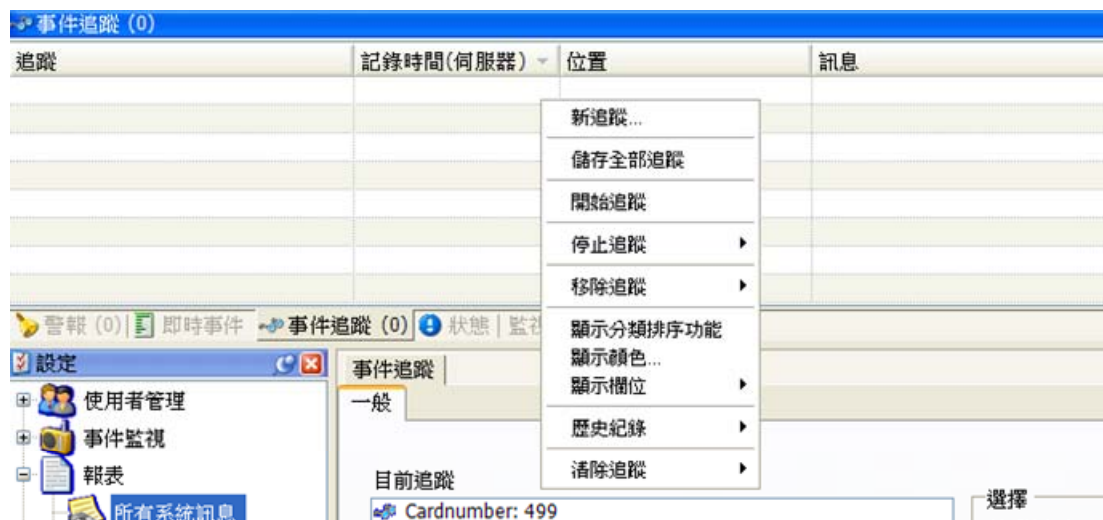 事件追蹤 (0)
追蹤 記錄時間(伺服器) 位置 訊息
新追蹤...
儲存全部追蹤
開始追蹤
停止追蹤
移除追蹤
顯示分類排序功能
顯示顏色...
顯示欄位
歷史紀錄
清除追蹤
警報 (0) 即時事件 事件追蹤 (0) 狀態 監視
設定
使用者管理
事件監視
報表
所有系統訊息
事件追蹤
一般
目前追蹤
Cardnumber: 499
選擇